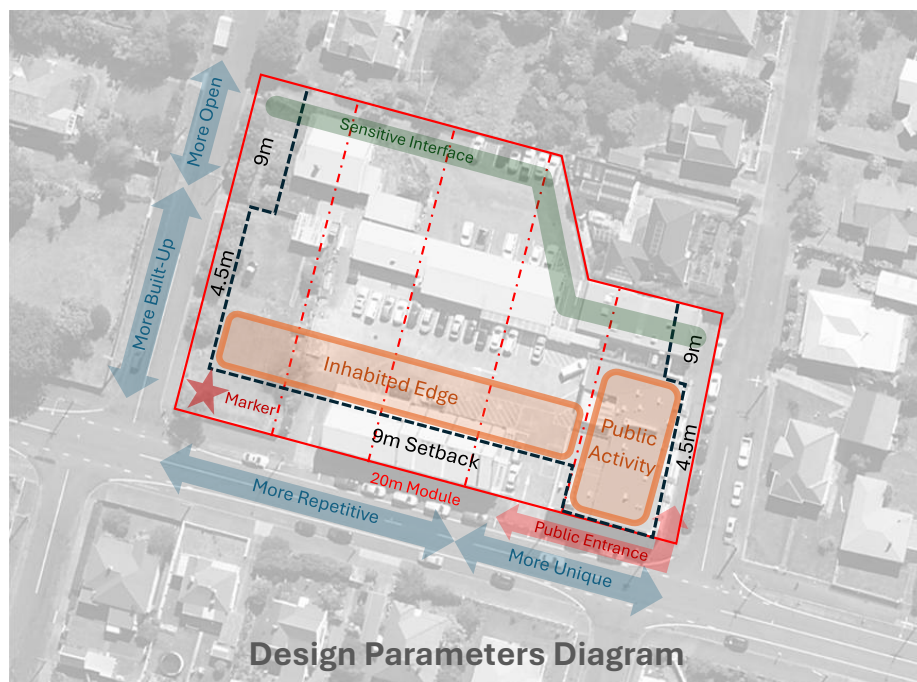 More Open
9m
Sensitive Interface
4.5m
More Built-Up
9m
Inhabited Edge
Public
Activity
Marker
9m Setback
4.5m
20m Module
More Repetitive
Public Entrance
More Unique
Design Parameters Diagram